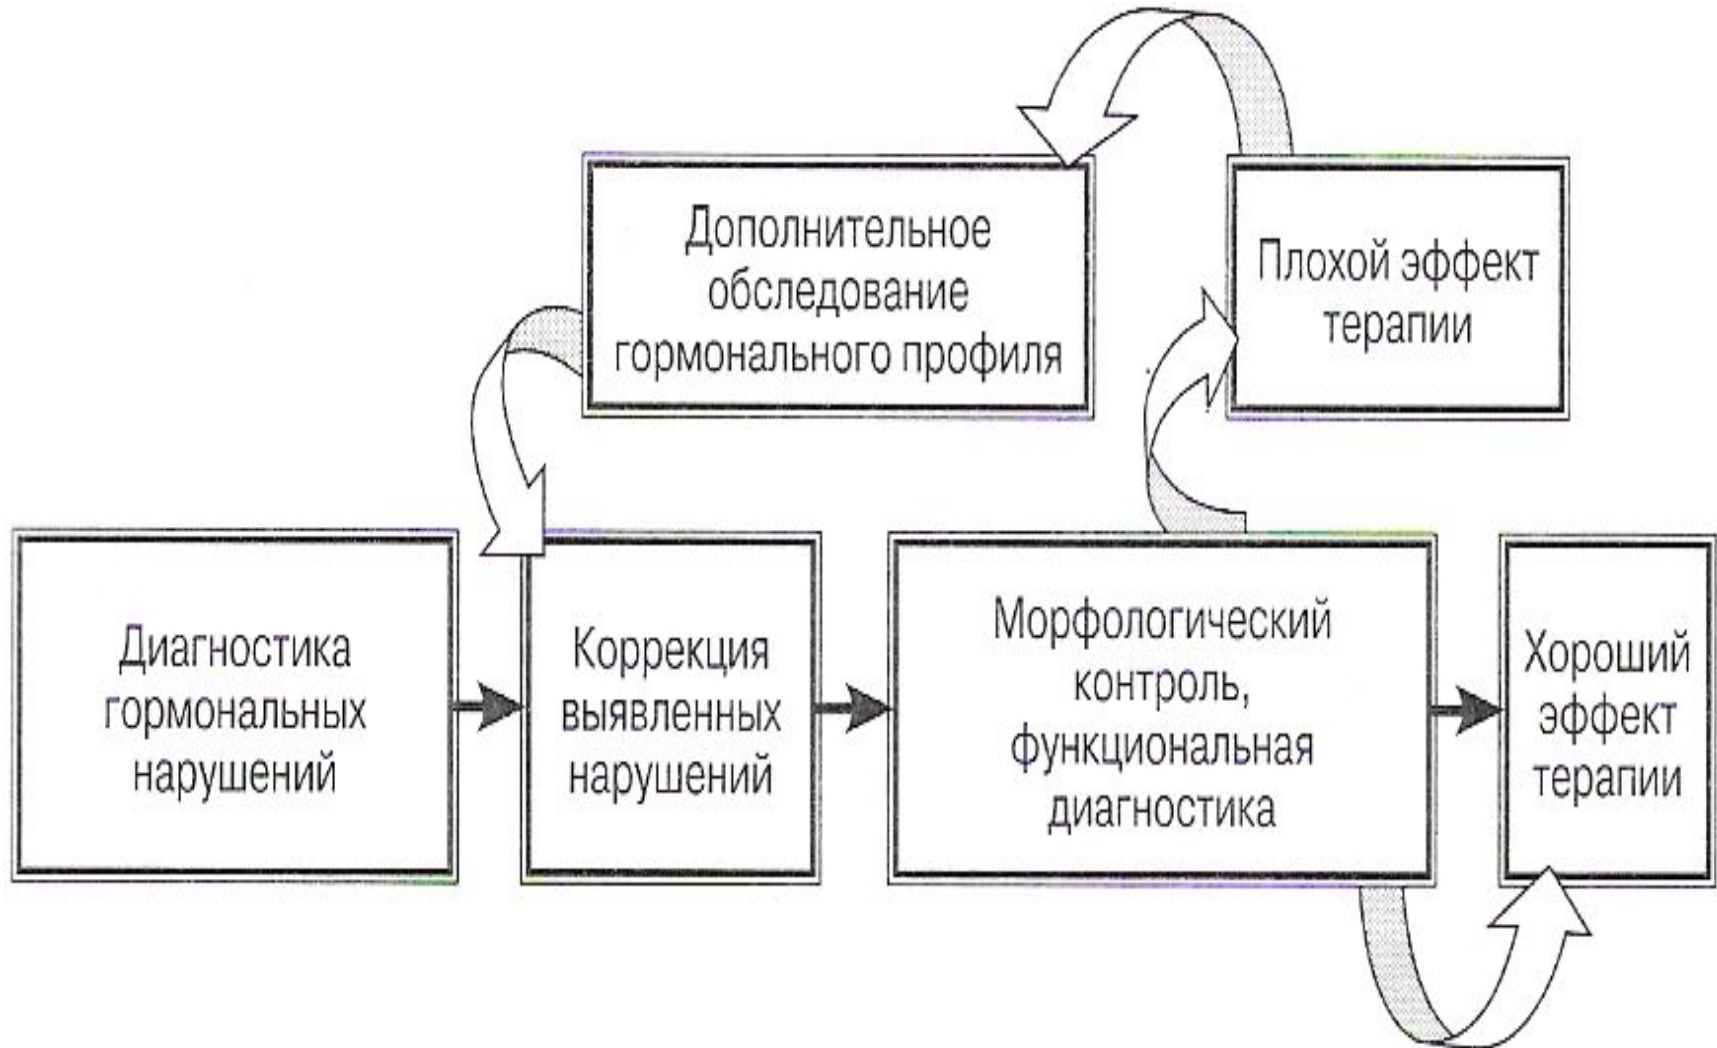 Дополнительное
обследование
гормонального профиля
Плохой эффект
терапии
Диагностика
гормональных
нарушений
Коррекция
выявленных
нарушений
Морфологический
контроль,
функциональная
диагностика
Хороший
эффект
терапии